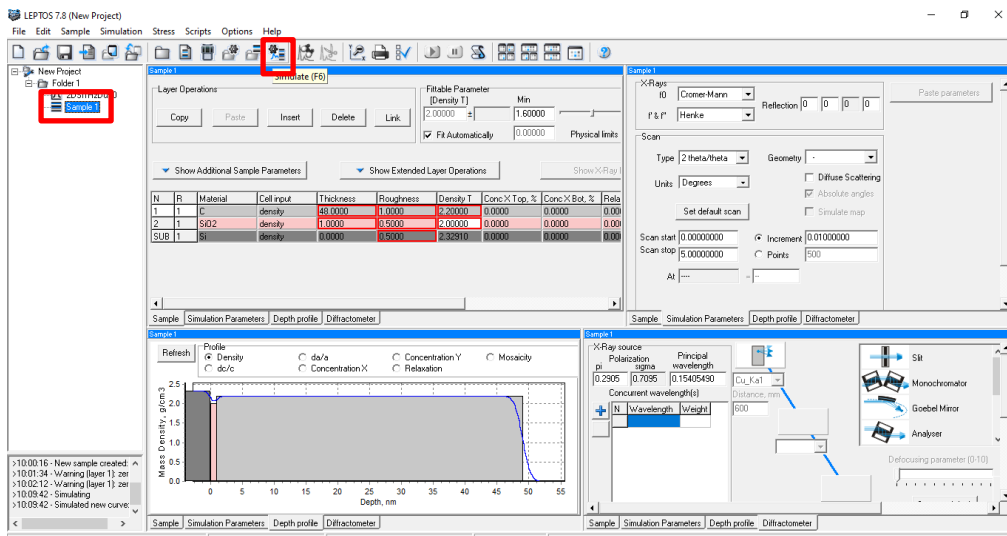 LEPTOS 7.8 (New Project)
File Edit Sample Simulation Stress Scripts Options Help
Simulate (F6)
New Project
Folder 1
Sample 1
Sample 1
Layer Operations
Copy Paste Insert Delete Link
Fittable Parameter
[Density T] Min
2.00000 ± 1.60000
Fit Automatically 0.00000 Physical limits
Show Additional Sample Parameters Show Extended Layer Operations Show X-Ray
N R Material Cell input Thickness Roughness Density T Conc X Top, % Conc X Bot, % Rela
1 1 C density 48.0000 1.0000 2.20000 0.0000 0.0000 0.00
2 1 SiO2 density 1.0000 0.5000 2.00000 0.0000 0.0000 0.00
SUB 1 Si density 0.0000 0.5000 2.32910 0.0000 0.0000 0.00
Sample Simulation Parameters Depth profile Diffractometer
Sample 1
X-Rays
f0 Cromer-Mann Reflection 0 0 0 0
f' & f'' Henke
Paste parameters
Scan
Type 2 theta/theta Geometry -
Units Degrees Diffuse Scattering
Absolute angles
Set default scan Simulate map
Scan start 0.00000000 Increment 0.01000000
Scan stop 5.00000000 Points 500
At ---- = --
Sample Simulation Parameters Depth profile Diffractometer
Sample 1
Refresh Profile
Density da/a Concentration Y Mosaicity
dc/c Concentration X Relaxation
Mass Density, g/cm3
2.5
2.0
1.5
1.0
0.5
0.0
0 5 10 15 20 25 30 35 40 45 50 55
Depth, nm
Sample Simulation Parameters Depth profile Diffractometer
Sample 1
X-Ray source
Polarization Principal
pi sigma wavelength
0.2905 0.7095 0.15405490
Concurrent wavelength(s)
N Wavelength Weight
Cu_Ka1
Distance, mm
600
Slit
Monochromator
Goebel Mirror
Analyser
Defocusing parameter (0-10)
Sample Simulation Parameters Depth profile Diffractometer
>10:00:16 - New sample created:
>10:01:34 - Warning (layer 1): zer
>10:02:12 - Warning (layer 1): zer
>10:09:42 - Simulating
>10:09:42 - Simulated new curve: